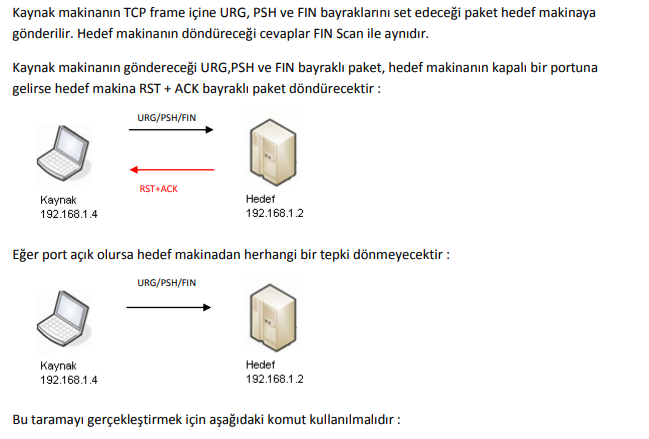 Kaynak makinanın TCP frame içine URG, PSH ve FIN bayraklarını set edeceği paket hedef makinaya
gönderilir. Hedef makinanın döndüreceği cevaplar FIN Scan ile aynıdır.
Kaynak makinanın göndereceği URG,PSH ve FIN bayraklı paket, hedef makinanın kapalı bir portuna
gelirse hedef makina RST + ACK bayraklı paket döndürecektir :
URG/PSH/FIN
RST+ACK
Kaynak
192.168.1.4
Hedef
192.168.1.2
Eğer port açık olursa hedef makinadan herhangi bir tepki dönmeyecektir :
URG/PSH/FIN
Kaynak
192.168.1.4
Hedef
192.168.1.2
Bu taramayı gerçekleştirmek için aşağıdaki komut kullanılmalıdır :